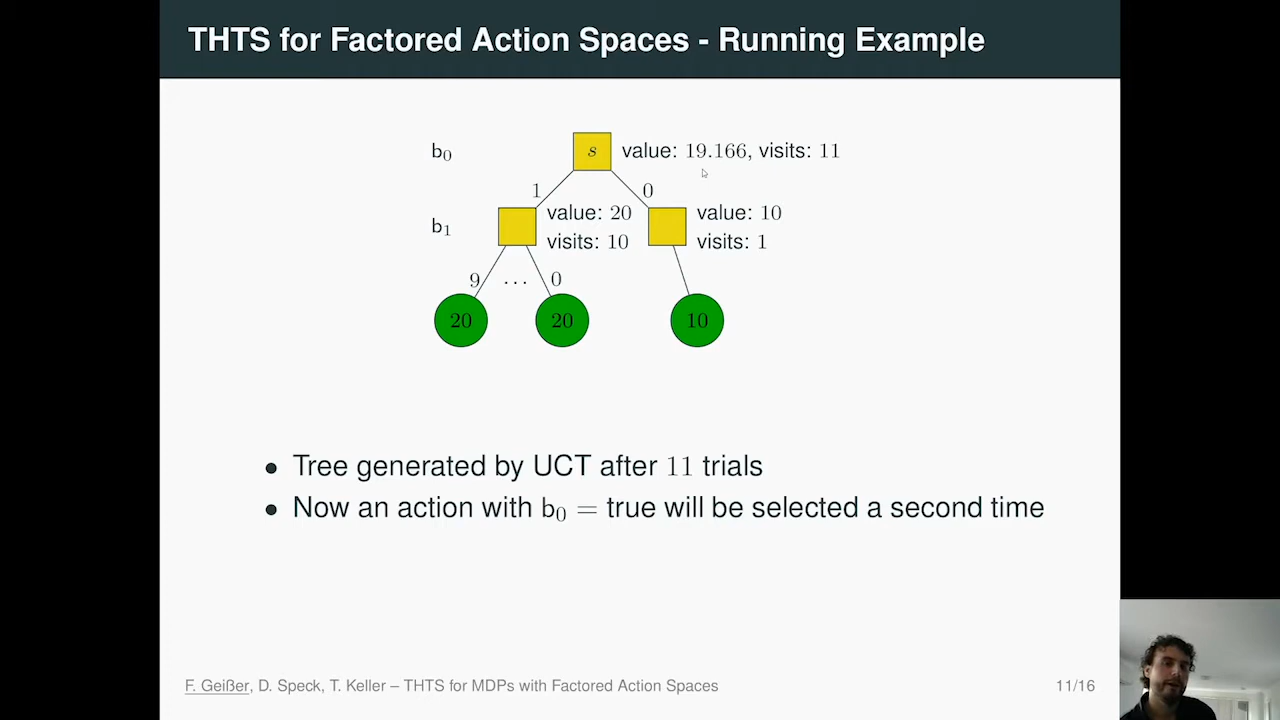 THTS for Factored Action Spaces - Running Example
b0
s
value: 19.166, visits: 11
1
0
b1
value: 20
visits: 10
value: 10
visits: 1
9
...
0
20
20
10
• Tree generated by UCT after 11 trials
• Now an action with b0 = true will be selected a second time
F. Geißer, D. Speck, T. Keller – THTS for MDPs with Factored Action Spaces
11/16